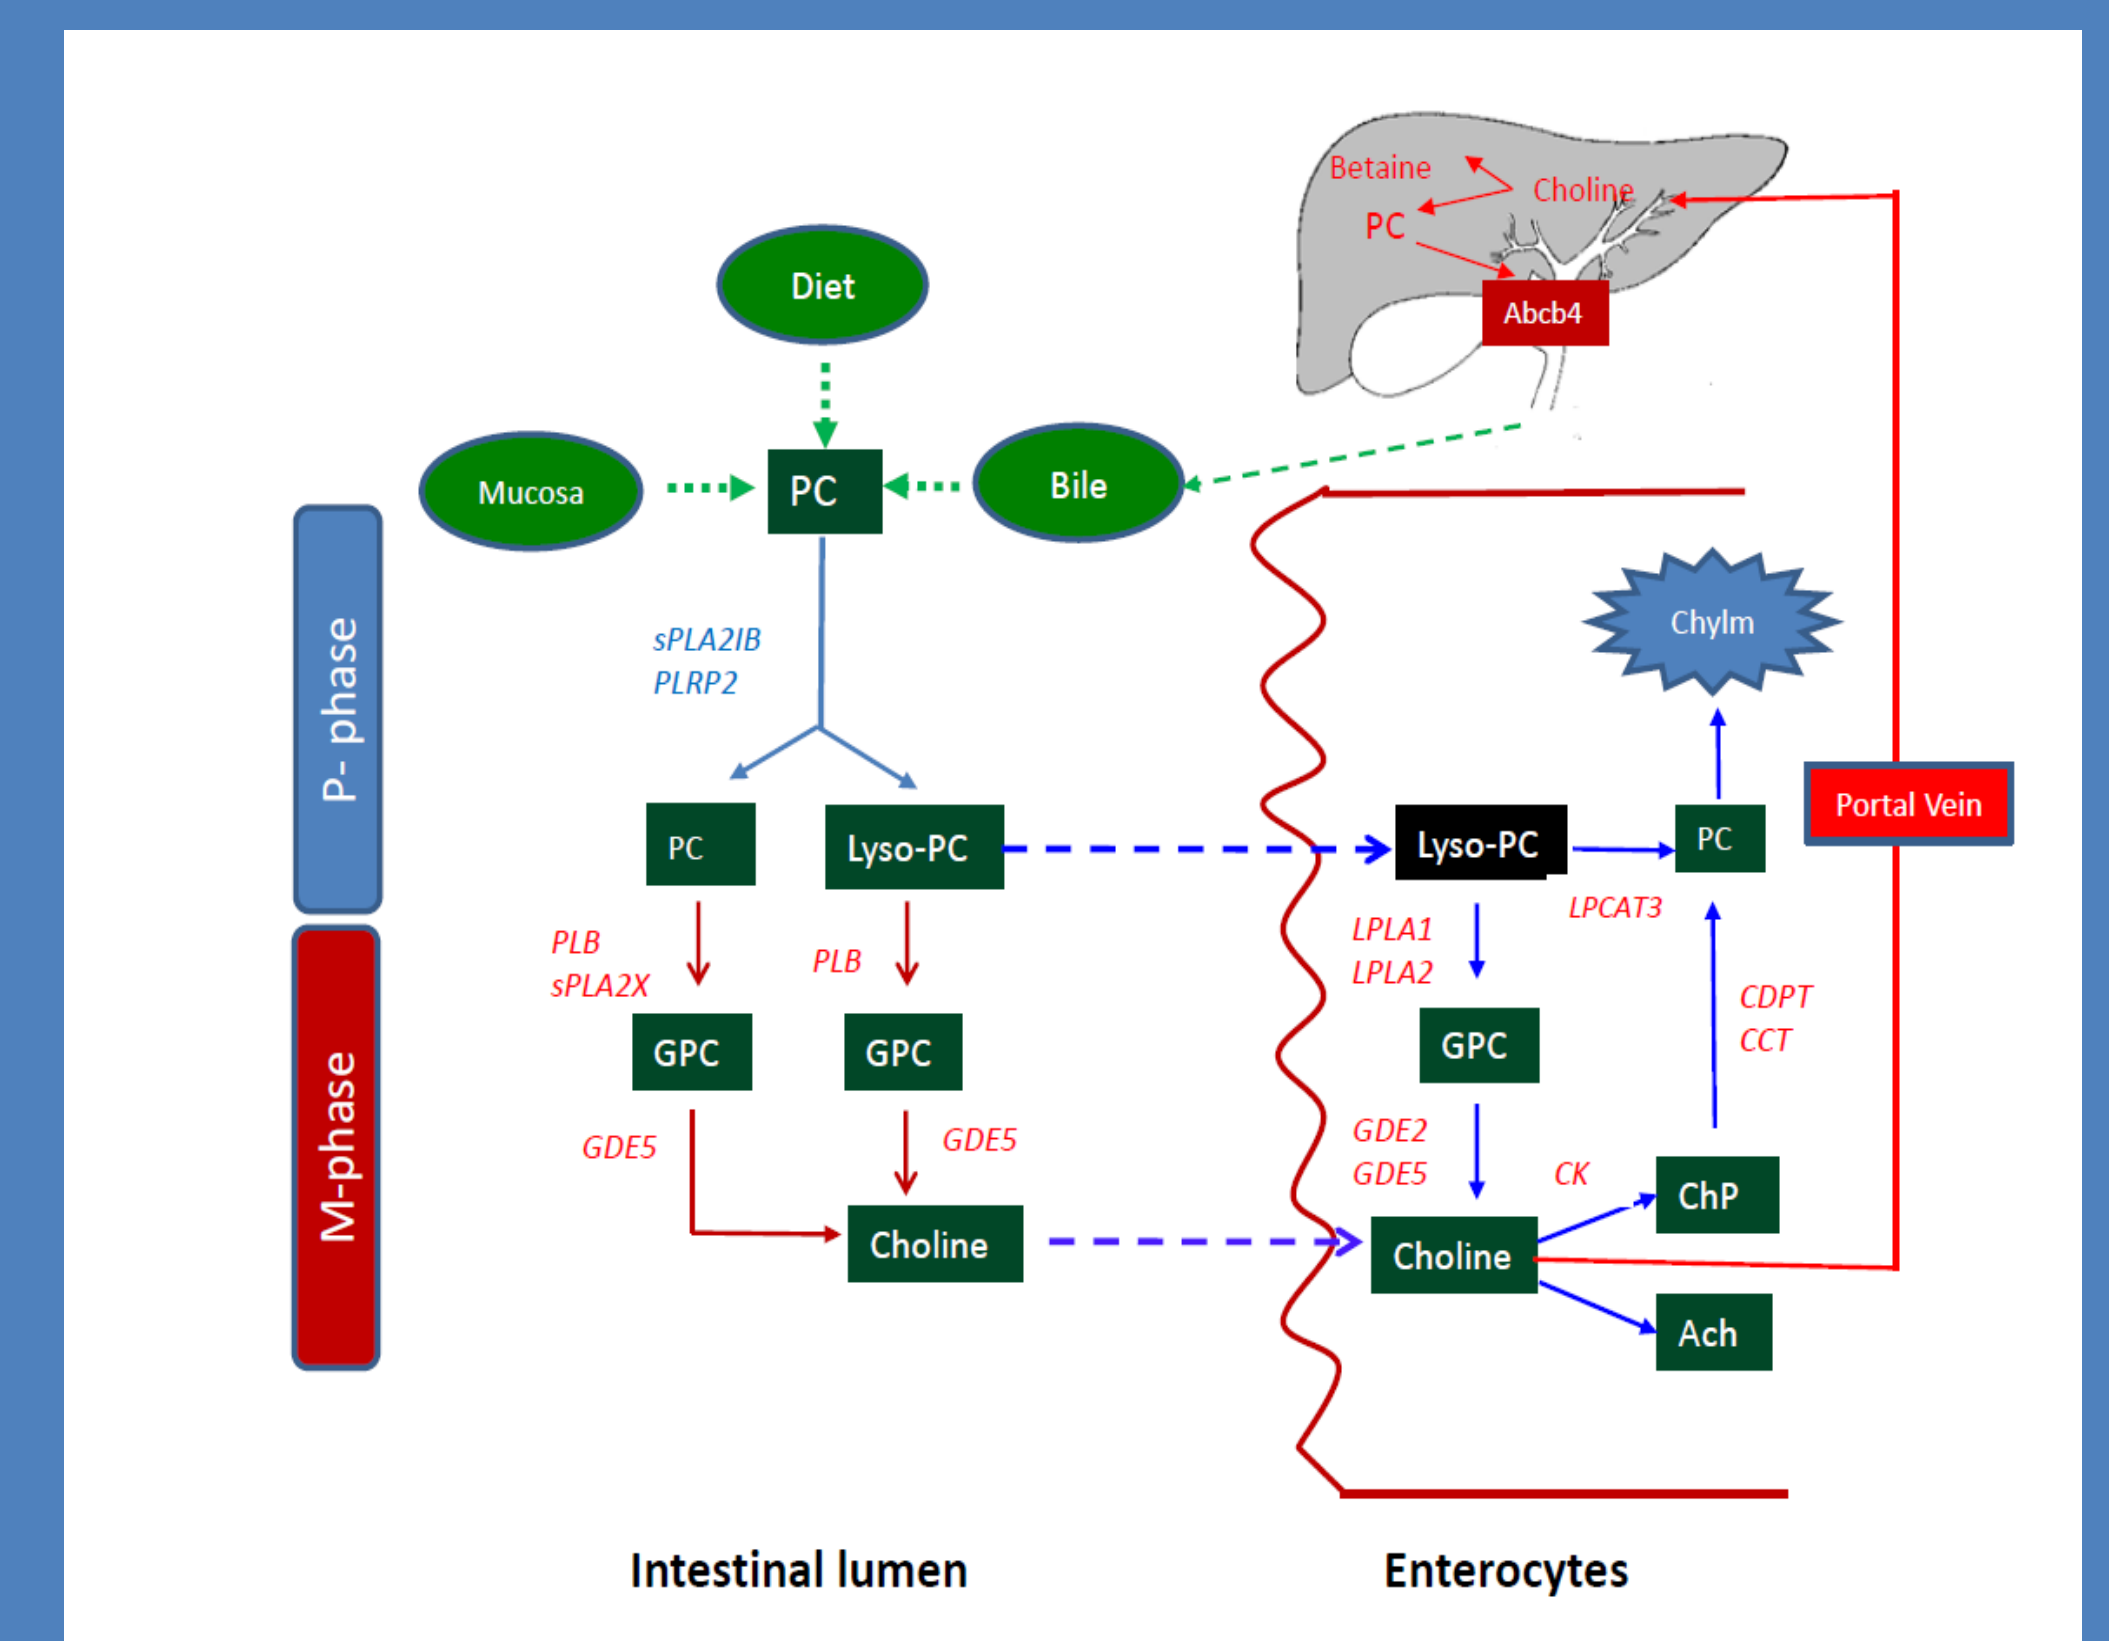 Betaine
Choline
PC
Abcb4
Diet
Mucosa
PC
Bile
P- phase
sPLA2IB
PLRP2
Chylm
Portal Vein
PC
Lyso-PC
Lyso-PC
PC
LPCAT3
M-phase
PLB
sPLA2X
PLB
LPLA1
LPLA2
CDPT
CCT
GPC
GPC
GPC
GDE5
GDE5
GDE2
GDE5
CK
ChP
Choline
Choline
Ach
Intestinal lumen
Enterocytes